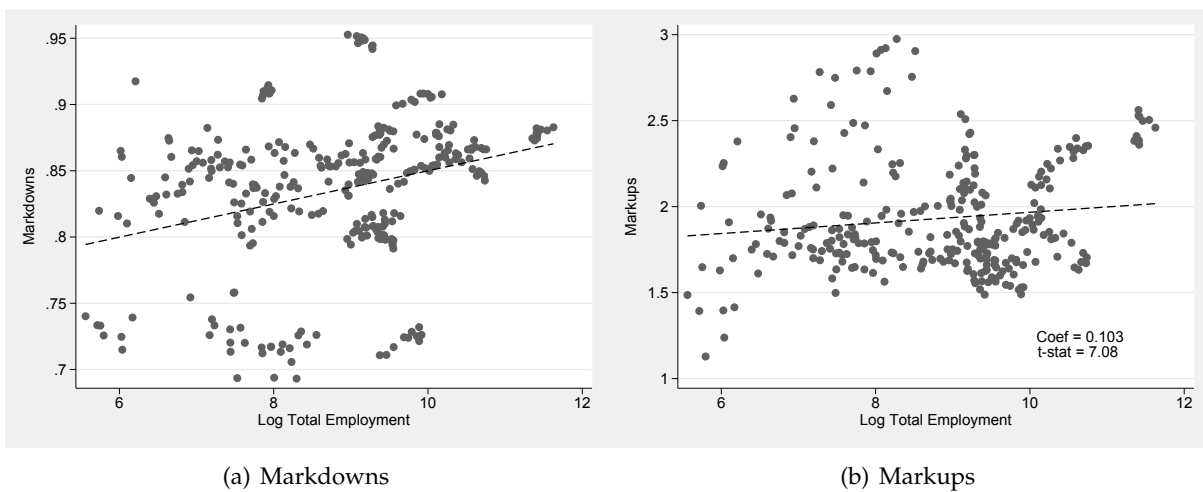 .95
.9
.85
.8
.75
.7
Markdowns
6
8
10
12
Log Total Employment
(a) Markdowns
3
2.5
2
1.5
1
Markups
Coef = 0.103
t-stat = 7.08
6
8
10
12
Log Total Employment
(b) Markups